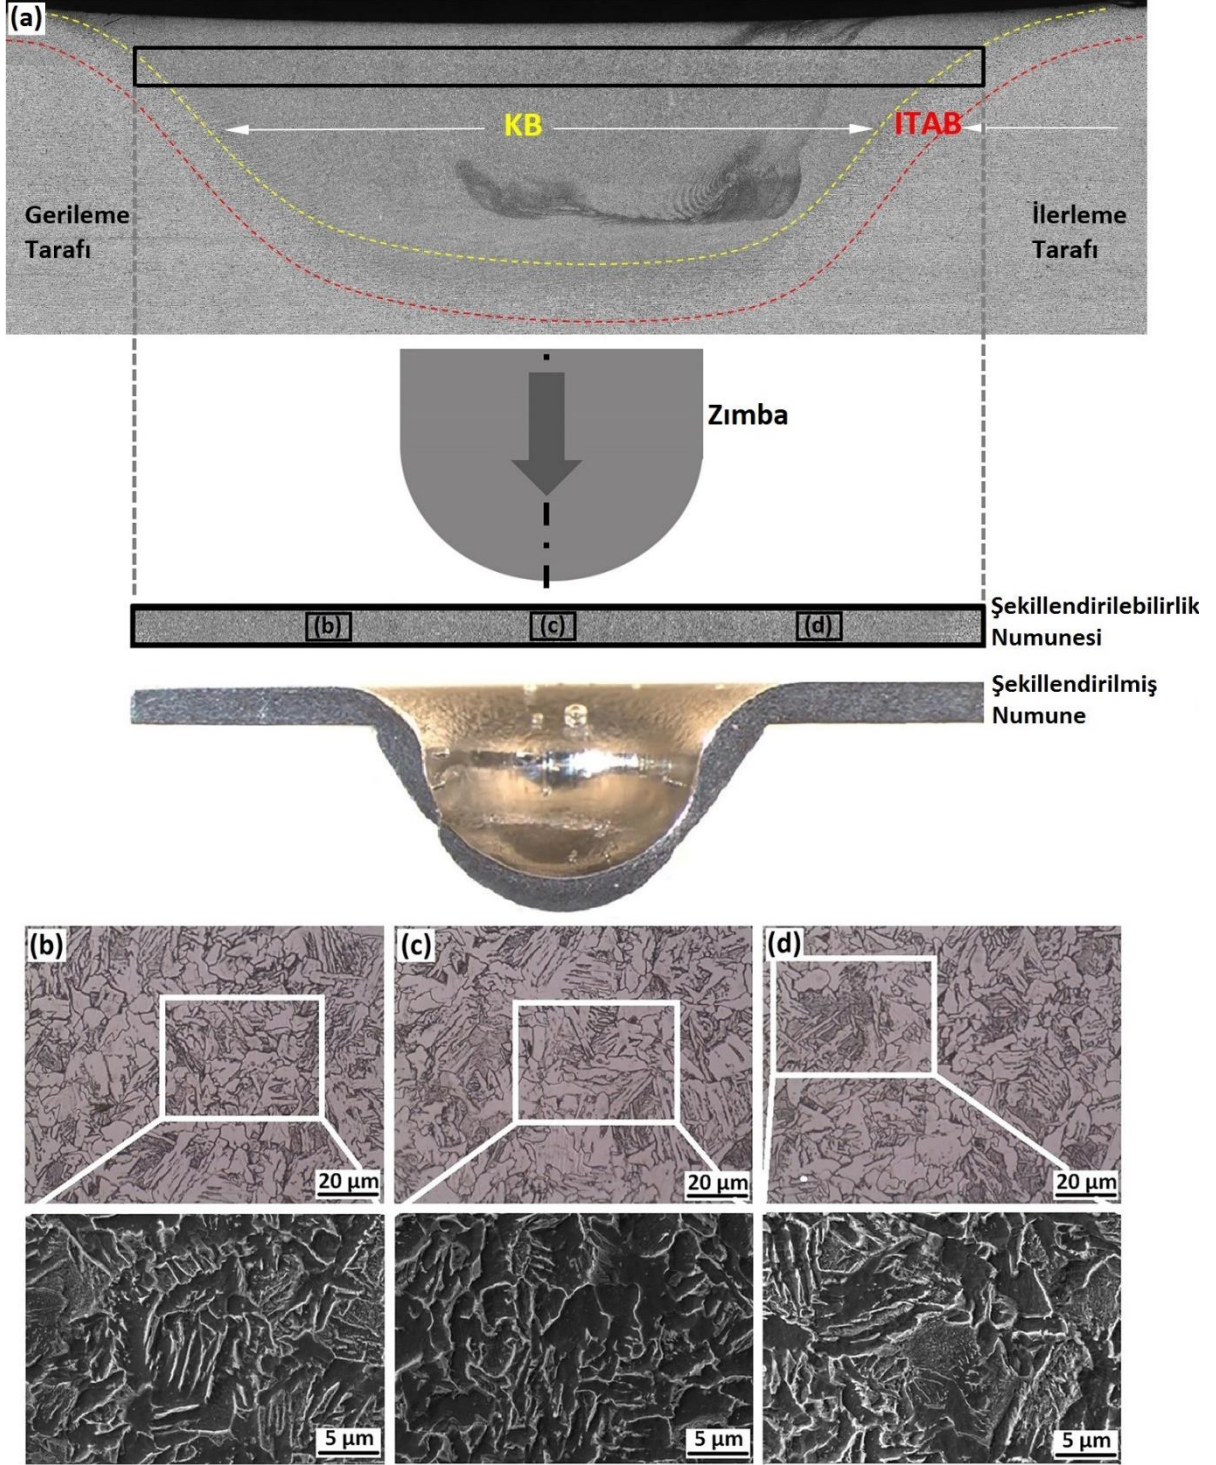 (a)
KB
ITAB
Gerileme
Tarafı
İlerleme
Tarafı
Zımba
Şekillendirilebilirlik
Numunesi
(b)
(c)
(d)
Şekillendirilmiş
Numune
(b)
(c)
(d)
20 µm
20 µm
20 µm
5 µm
5 µm
5 µm